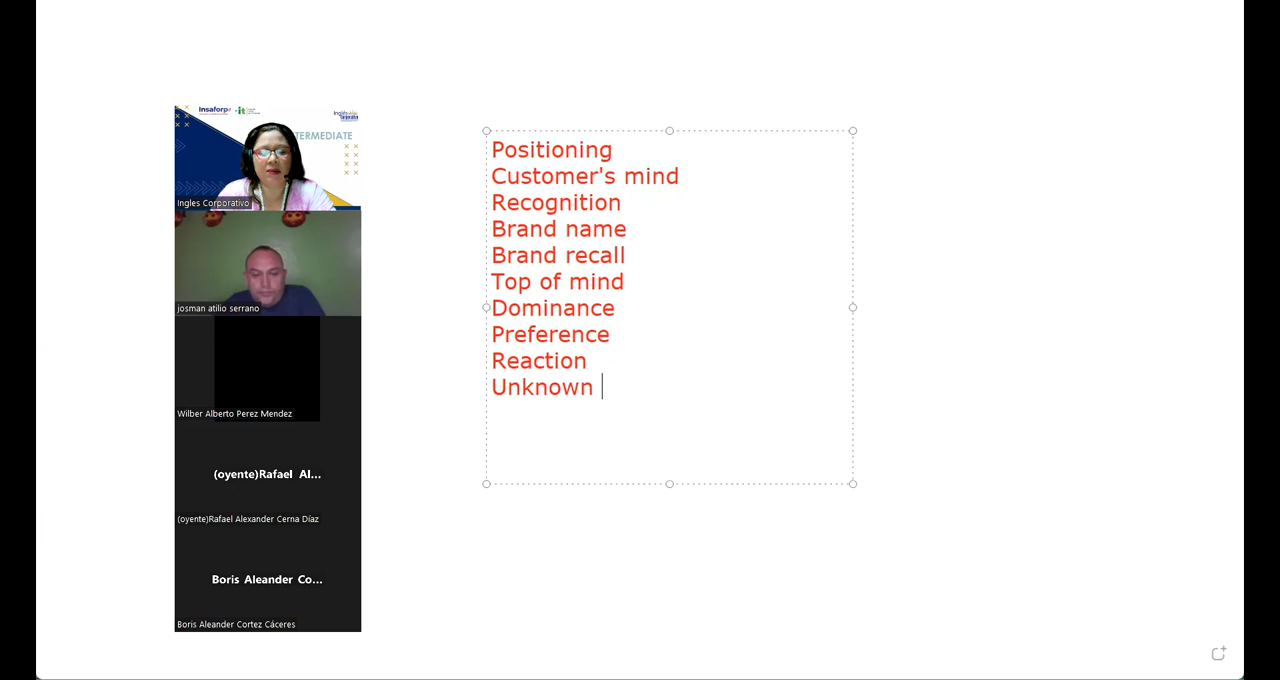 Insaforp
it
TERMEDIATE
Ingles Corporativo
josman atilio serrano
Wilber Alberto Perez Mendez
(oyente)Rafael Al...
(oyente)Rafael Alexander Cerna Díaz
Boris Aleander Co...
Boris Aleander Cortez Cáceres
Positioning
Customer's mind
Recognition
Brand name
Brand recall
Top of mind
Dominance
Preference
Reaction
Unknown